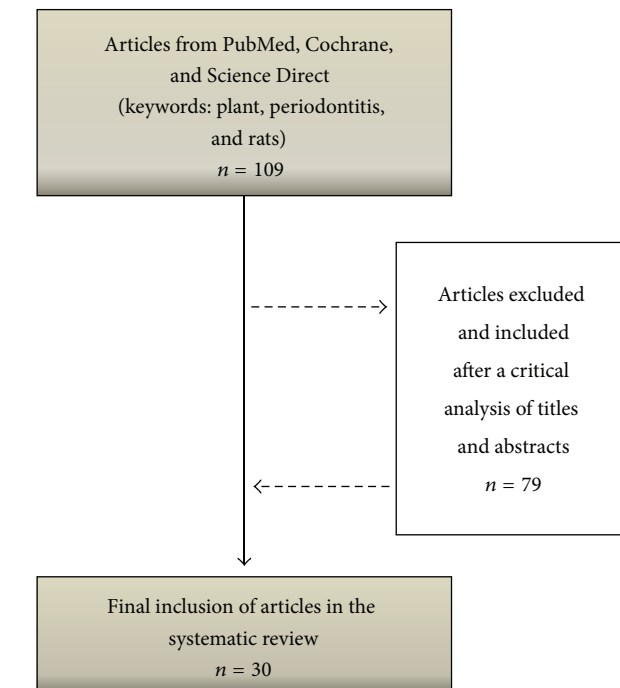 Articles from PubMed, Cochrane,
and Science Direct
(keywords: plant, periodontitis,
and rats)
n = 109
Articles excluded
and included
after a critical
analysis of titles
and abstracts
n = 79
Final inclusion of articles in the
systematic review
n = 30